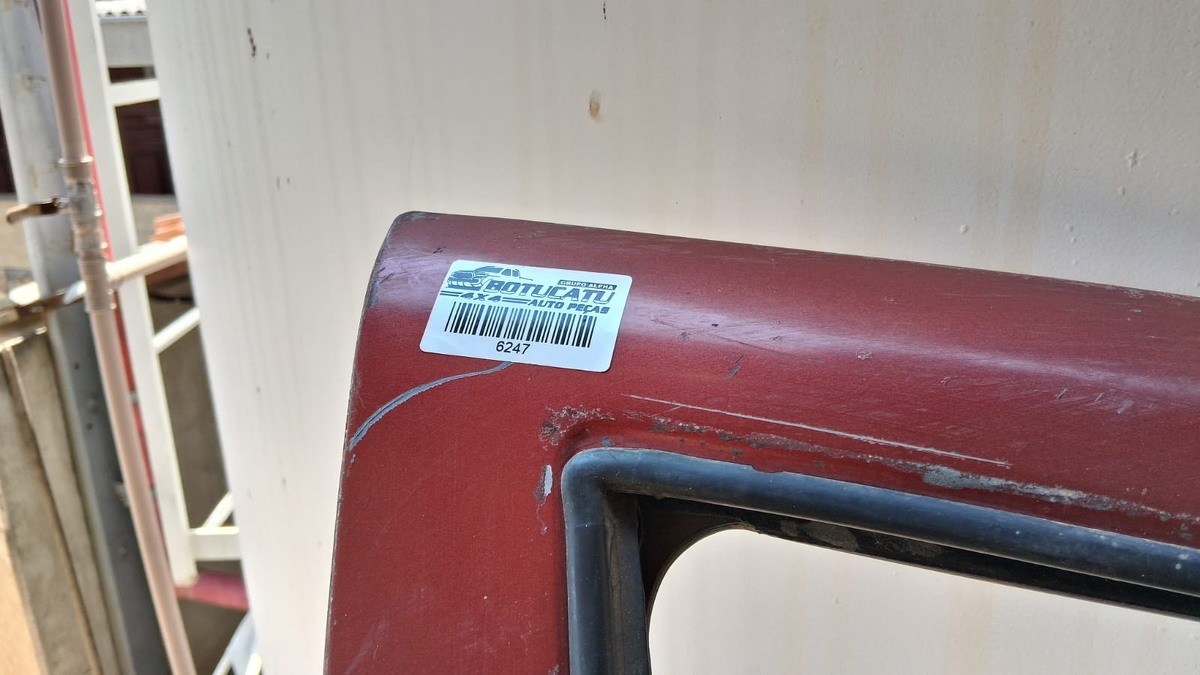 GRUPO ALPHA
BOTUCATU
4X4 AUTO PEÇAS
6247